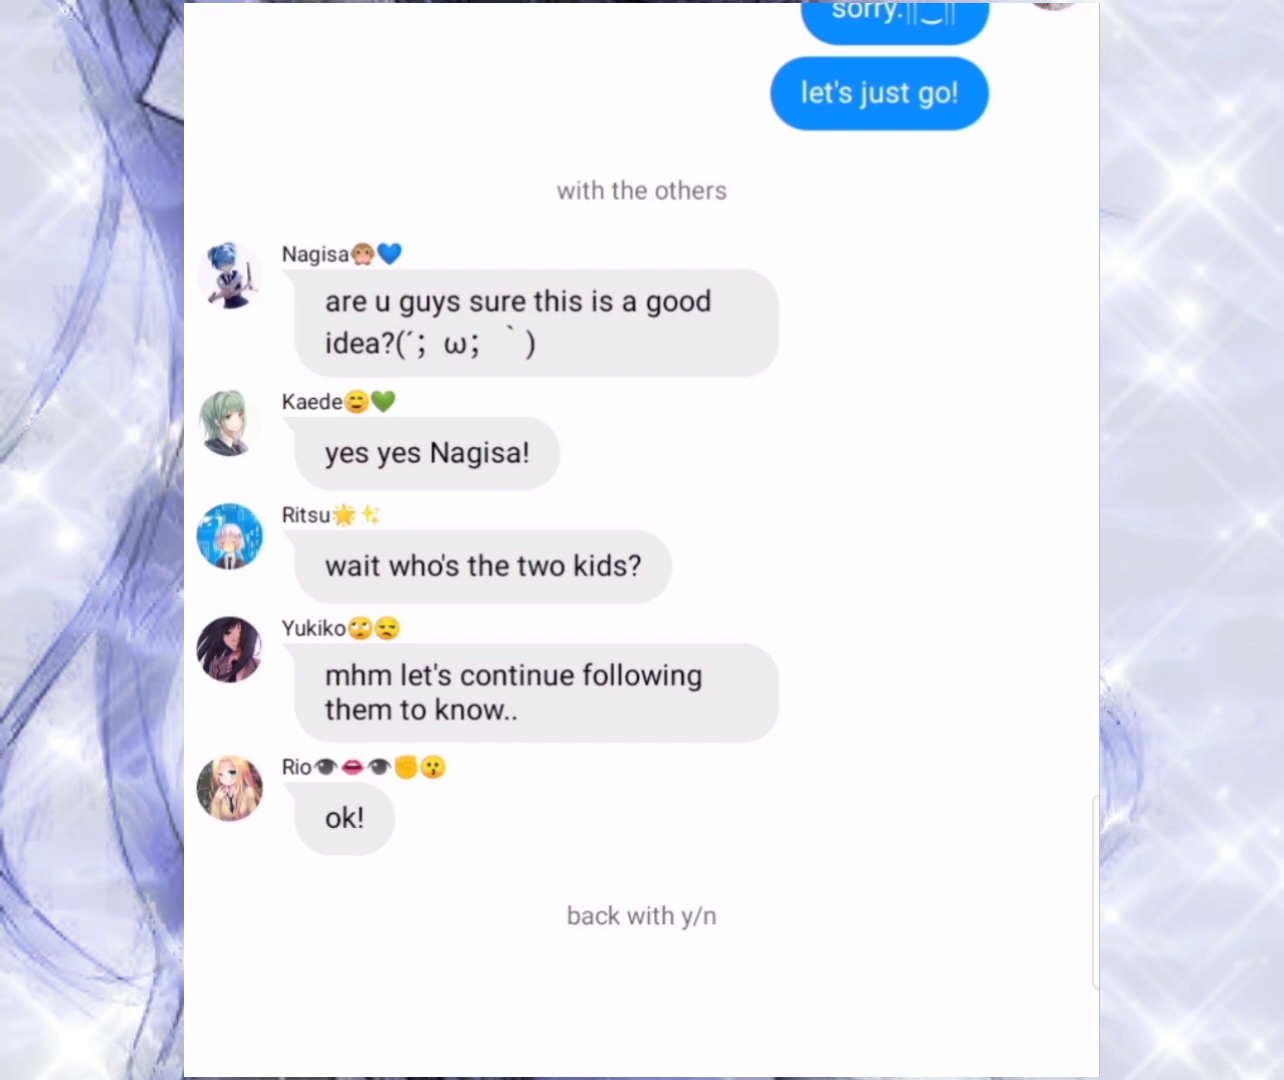 sorry.||‿||
let's just go!
with the others
Nagisa🙊💙
are u guys sure this is a good
idea?(´；ω；｀)
Kaede😄💚
yes yes Nagisa!
Ritsu🌟✨
wait who's the two kids?
Yukiko🙄😒
mhm let's continue following
them to know..
Rio👁️👄👁️✊😗
ok!
back with y/n